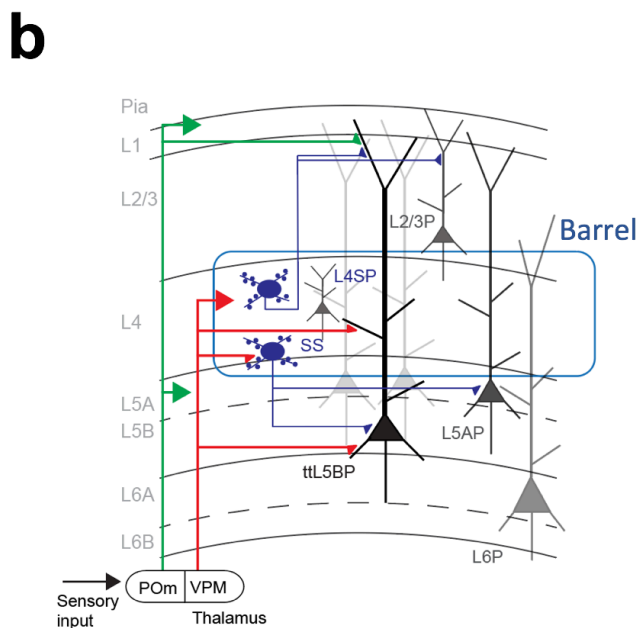 b
Pia
L1
L2/3
L2/3P
Barrel
L4SP
L4
SS
L5A
L5B
L5AP
ttL5BP
L6A
L6B
L6P
POm VPM
Sensory
input
Thalamus